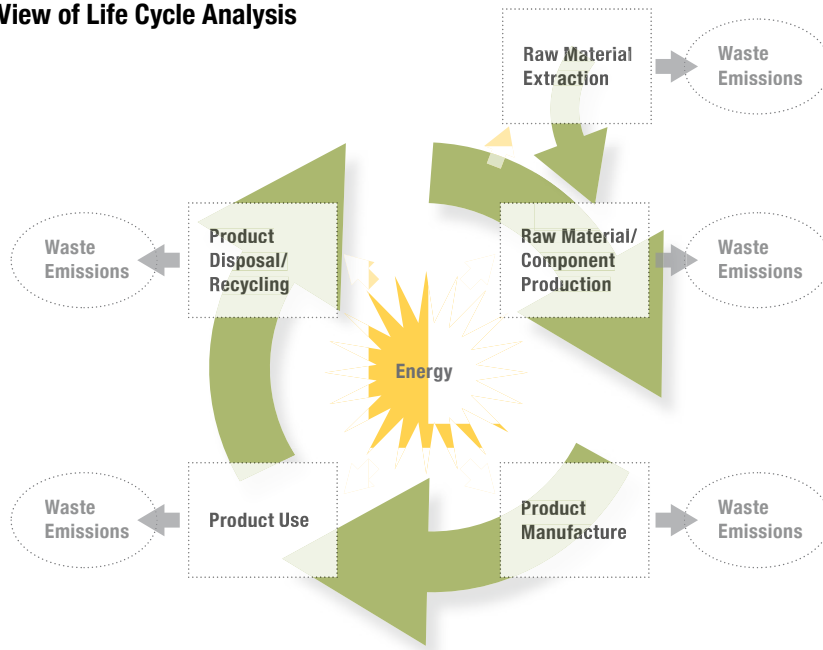 View of Life Cycle Analysis
Raw Material
Extraction
Waste
Emissions
Waste
Emissions
Product
Disposal/
Recycling
Raw Material/
Component
Production
Waste
Emissions
Energy
Waste
Emissions
Product Use
Product
Manufacture
Waste
Emissions